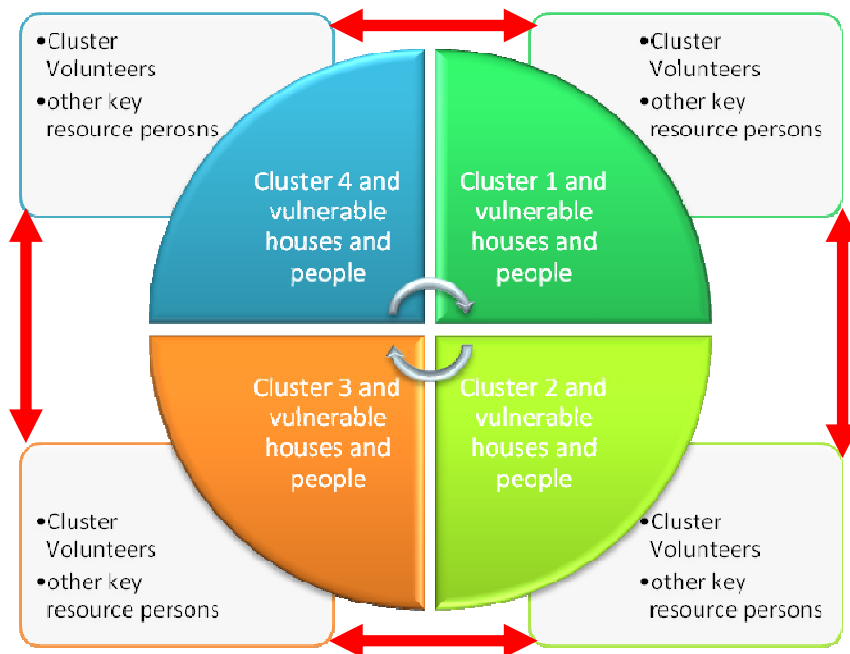 •Cluster
Volunteers
•other key
resource perosns
•Cluster
Volunteers
•other key
resource persons
Cluster 4 and
vulnerable
houses and
people
Cluster 1 and
vulnerable
houses and
people
Cluster 3 and
vulnerable
houses and
people
Cluster 2 and
vulnerable
houses and
people
•Cluster
Volunteers
•other key
resource persons
•Cluster
Volunteers
•other key
resource persons